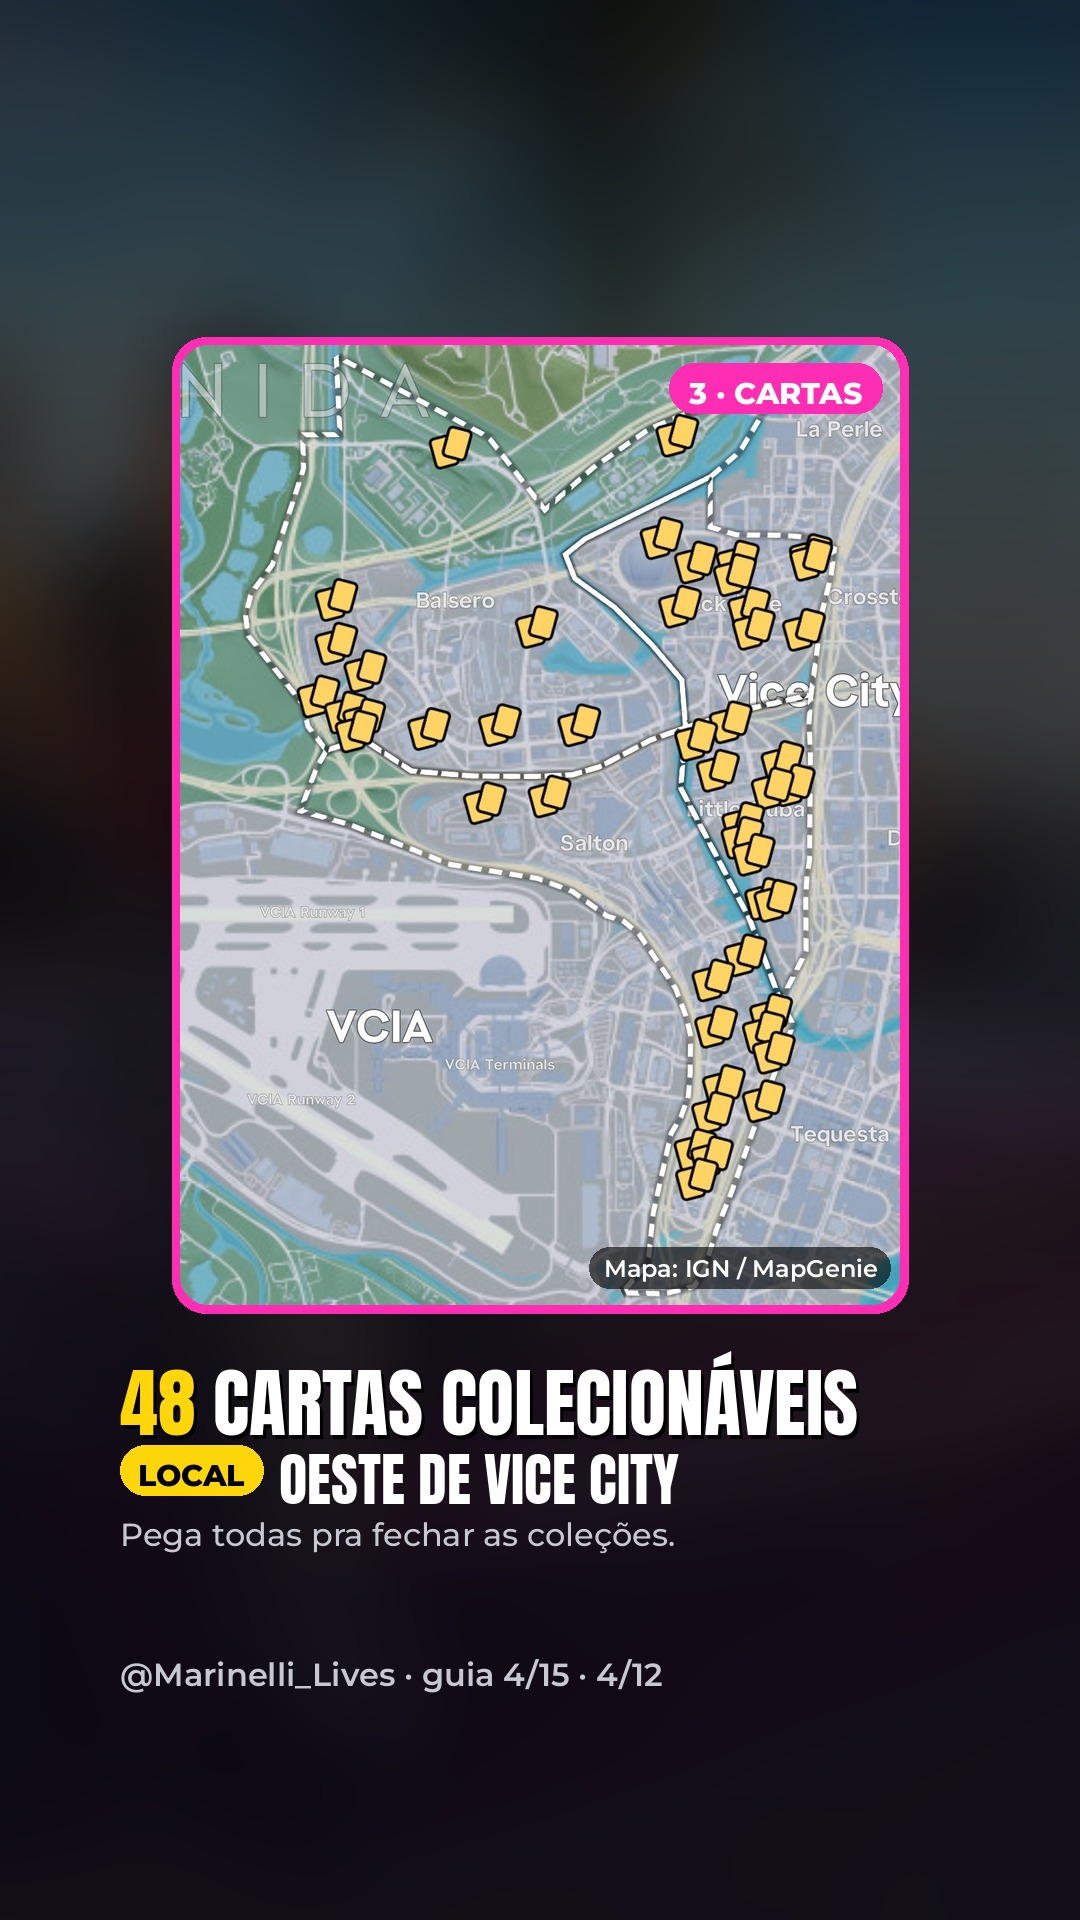 NIDA
3 · CARTAS
La Perle
Balsero
Crosst
Vice City
Salton
VCIA Runway 1
VCIA
VCIA Terminals
VCIA Runway 2
Tequesta
Mapa: IGN / MapGenie
48 CARTAS COLECIONÁVEIS
LOCAL OESTE DE VICE CITY
Pega todas pra fechar as coleções.
@Marinelli_Lives · guia 4/15 · 4/12